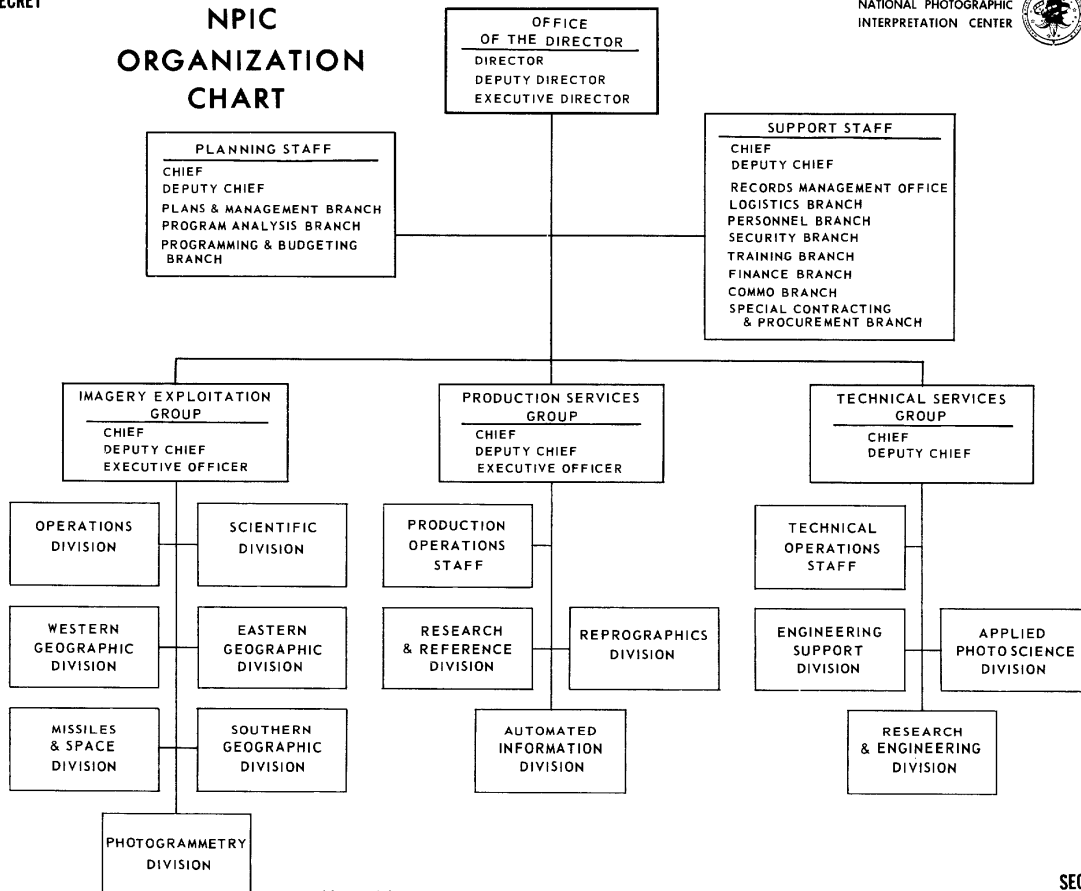 NPIC
ORGANIZATION
CHART
NATIONAL PHOTOGRAPHIC
INTERPRETATION CENTER
OFFICE
OF THE DIRECTOR
DIRECTOR
DEPUTY DIRECTOR
EXECUTIVE DIRECTOR
PLANNING STAFF
CHIEF
DEPUTY CHIEF
PLANS & MANAGEMENT BRANCH
PROGRAM ANALYSIS BRANCH
PROGRAMMING & BUDGETING
BRANCH
SUPPORT STAFF
CHIEF
DEPUTY CHIEF
RECORDS MANAGEMENT OFFICE
LOGISTICS BRANCH
PERSONNEL BRANCH
SECURITY BRANCH
TRAINING BRANCH
FINANCE BRANCH
COMMO BRANCH
SPECIAL CONTRACTING
& PROCUREMENT BRANCH
IMAGERY EXPLOITATION
GROUP
CHIEF
DEPUTY CHIEF
EXECUTIVE OFFICER
PRODUCTION SERVICES
GROUP
CHIEF
DEPUTY CHIEF
EXECUTIVE OFFICER
TECHNICAL SERVICES
GROUP
CHIEF
DEPUTY CHIEF
OPERATIONS
DIVISION
SCIENTIFIC
DIVISION
PRODUCTION
OPERATIONS
STAFF
TECHNICAL
OPERATIONS
STAFF
WESTERN
GEOGRAPHIC
DIVISION
EASTERN
GEOGRAPHIC
DIVISION
RESEARCH
& REFERENCE
DIVISION
REPROGRAPHICS
DIVISION
ENGINEERING
SUPPORT
DIVISION
APPLIED
PHOTO SCIENCE
DIVISION
MISSILES
& SPACE
DIVISION
SOUTHERN
GEOGRAPHIC
DIVISION
AUTOMATED
INFORMATION
DIVISION
RESEARCH
& ENGINEERING
DIVISION
PHOTOGRAMMETRY
DIVISION